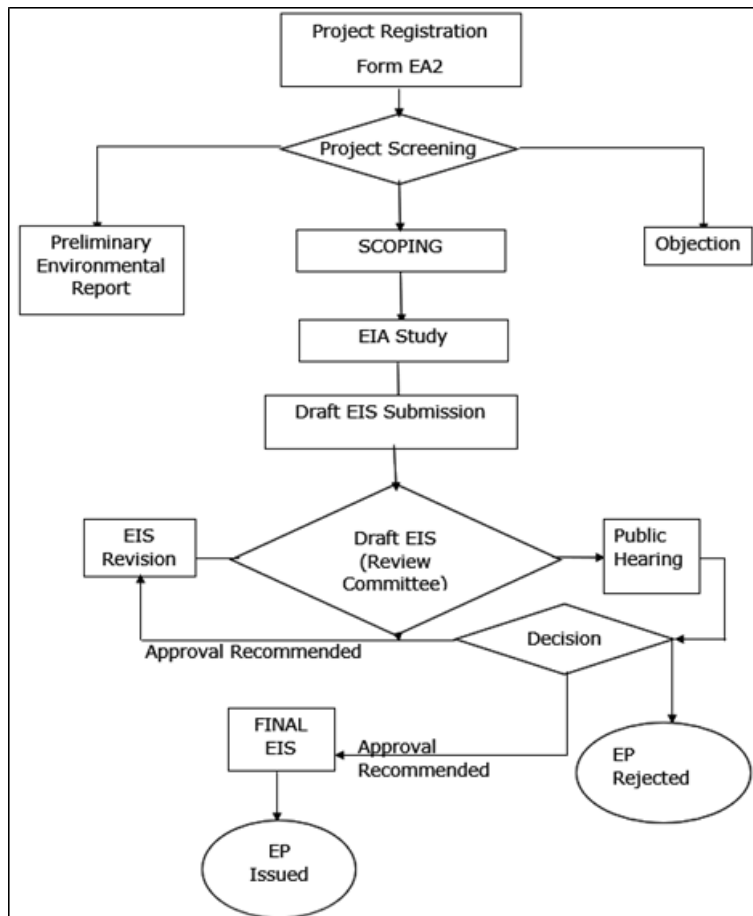 Project Registration
Form EA2
Project Screening
Preliminary
Environmental
Report
SCOPING
Objection
EIA Study
Draft EIS Submission
EIS
Revision
Draft EIS
(Review
Committee)
Public
Hearing
Decision
Approval Recommended
FINAL
EIS
Approval
Recommended
EP
Rejected
EP
Issued